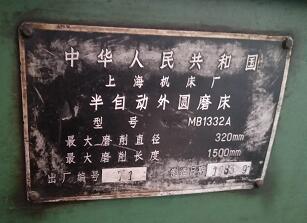 中华人民共和国
上海机床厂
半自动外圆磨床
型号 MB1332A
最大磨削直径 320mm
最大磨削长度 1500mm
出厂编号